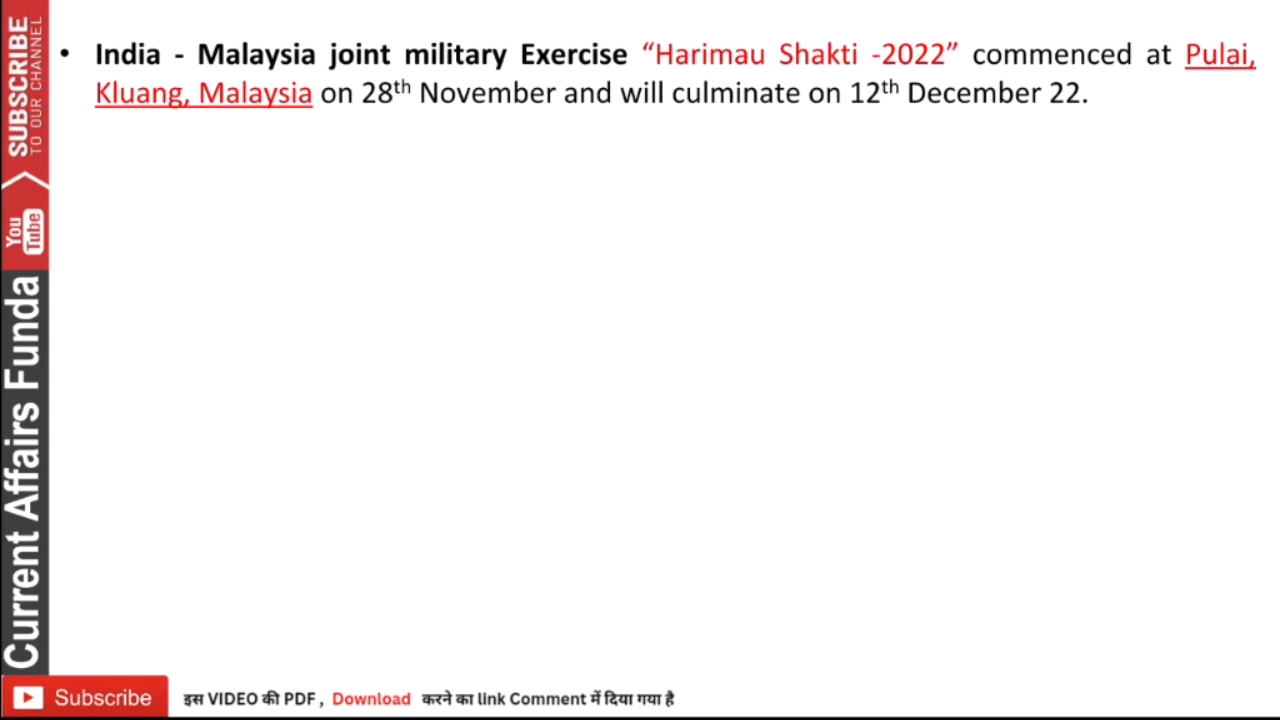 • India - Malaysia joint military Exercise “Harimau Shakti -2022” commenced at Pulai,
Kluang, Malaysia on 28th November and will culminate on 12th December 22.
SUBSCRIBE
TO OUR CHANNEL
You
Tube
Current Affairs Funda
Subscribe
इस VIDEO की PDF , Download करने का link Comment में दिया गया है